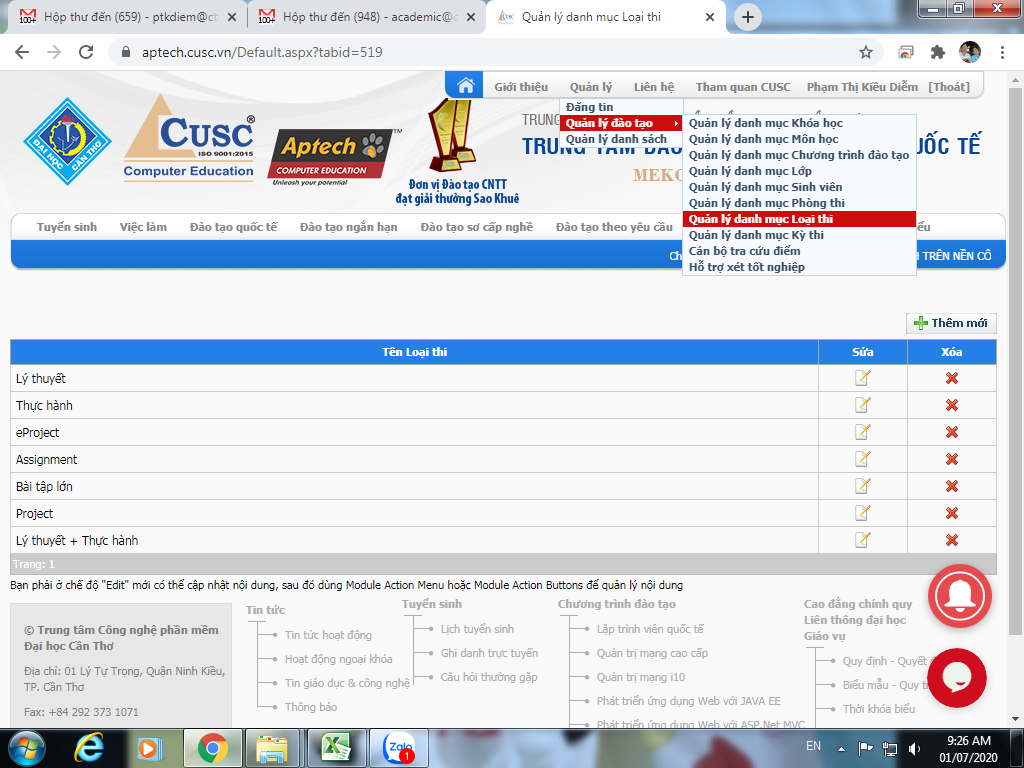 Hộp thư đến (659) - ptkdiem@ct
Hộp thư đến (948) - academic@c
Quản lý danh mục Loại thi
aptech.cusc.vn/Default.aspx?tabid=519
Giới thiệu
Quản lý
Liên hệ
Tham quan CUSC
Phạm Thị Kiều Diễm
[Thoát]
Đăng tin
Quản lý đào tạo
Quản lý danh sách
Quản lý danh mục Khóa học
Quản lý danh mục Môn học
Quản lý danh mục Chương trình đào tạo
Quản lý danh mục Lớp
Quản lý danh mục Sinh viên
Quản lý danh mục Phòng thi
Quản lý danh mục Loại thi
Quản lý danh mục Kỳ thi
Cán bộ tra cứu điểm
Hỗ trợ xét tốt nghiệp
ĐẠI HỌC CẦN THƠ
CUSC®
ISO 9001:2015
Computer Education
Aptech™
COMPUTER EDUCATION
Unleash your potential
Đơn vị Đào tạo CNTT
đạt giải thưởng Sao Khuê
TRUNG
UỐC TẾ
MEKO
Tuyển sinh
Việc làm
Đào tạo quốc tế
Đào tạo ngắn hạn
Đào tạo sơ cấp nghề
Đào tạo theo yêu cầu
TRÊN NỀN CÔ
Thêm mới
Tên Loại thi
Sửa
Xóa
Lý thuyết
Thực hành
eProject
Assignment
Bài tập lớn
Project
Lý thuyết + Thực hành
Trang: 1
Bạn phải ở chế độ "Edit" mới có thể cập nhật nội dung, sau đó dùng Module Action Menu hoặc Module Action Buttons để quản lý nội dung
© Trung tâm Công nghệ phần mềm
Đại học Cần Thơ
Địa chỉ: 01 Lý Tự Trọng, Quận Ninh Kiều,
TP. Cần Thơ
Fax: +84 292 373 1071
Tin tức
Tin tức hoạt động
Hoạt động ngoại khóa
Tin giáo dục & công nghệ
Thông báo
Tuyển sinh
Lịch tuyển sinh
Ghi danh trực tuyến
Câu hỏi thường gặp
Chương trình đào tạo
Lập trình viên quốc tế
Quản trị mạng cao cấp
Quản trị mạng i10
Phát triển ứng dụng Web với JAVA EE
Phát triển ứng dụng Web với ASP.Net MVC
Cao đẳng chính quy
Liên thông đại học
Giáo vụ
Quy định - Quyết
Biểu mẫu - Quy
Thời khóa biểu
Zalo
1
EN
9:26 AM
01/07/2020